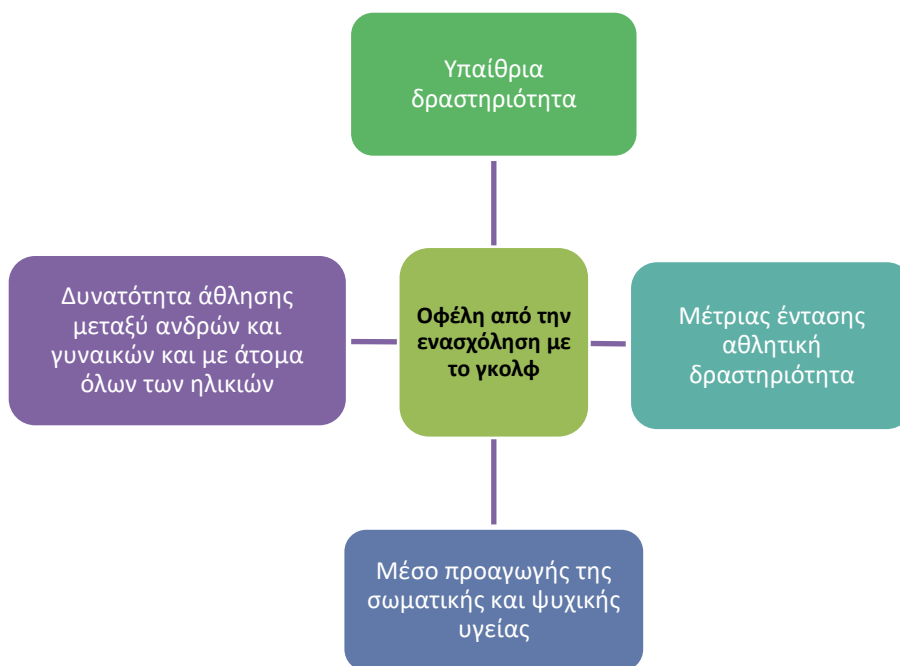 Υπαίθρια
δραστηριότητα
Δυνατότητα άθλησης
μεταξύ ανδρών και
γυναικών και με άτομα
όλων των ηλικιών
Οφέλη από την
ενασχόληση με
το γκολφ
Μέτριας έντασης
αθλητική
δραστηριότητα
Μέσο προαγωγής της
σωματικής και ψυχικής
υγείας